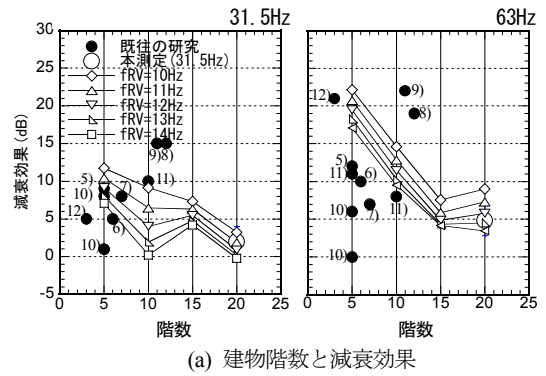 31.5Hz
63Hz
30
25
20
15
10
5
0
-5
減衰効果(dB)
既往の研究
本測定(31.5Hz)
fRV=10Hz
fRV=11Hz
fRV=12Hz
fRV=13Hz
fRV=14Hz
9)
8)
5)
10)
7)
11)
12)
6)
10)
12)
9)
8)
5)
11)
6)
10)
7)
11)
10)
0 5 10 15 20 25
0 5 10 15 20 25
階数
階数
(a) 建物階数と減衰効果